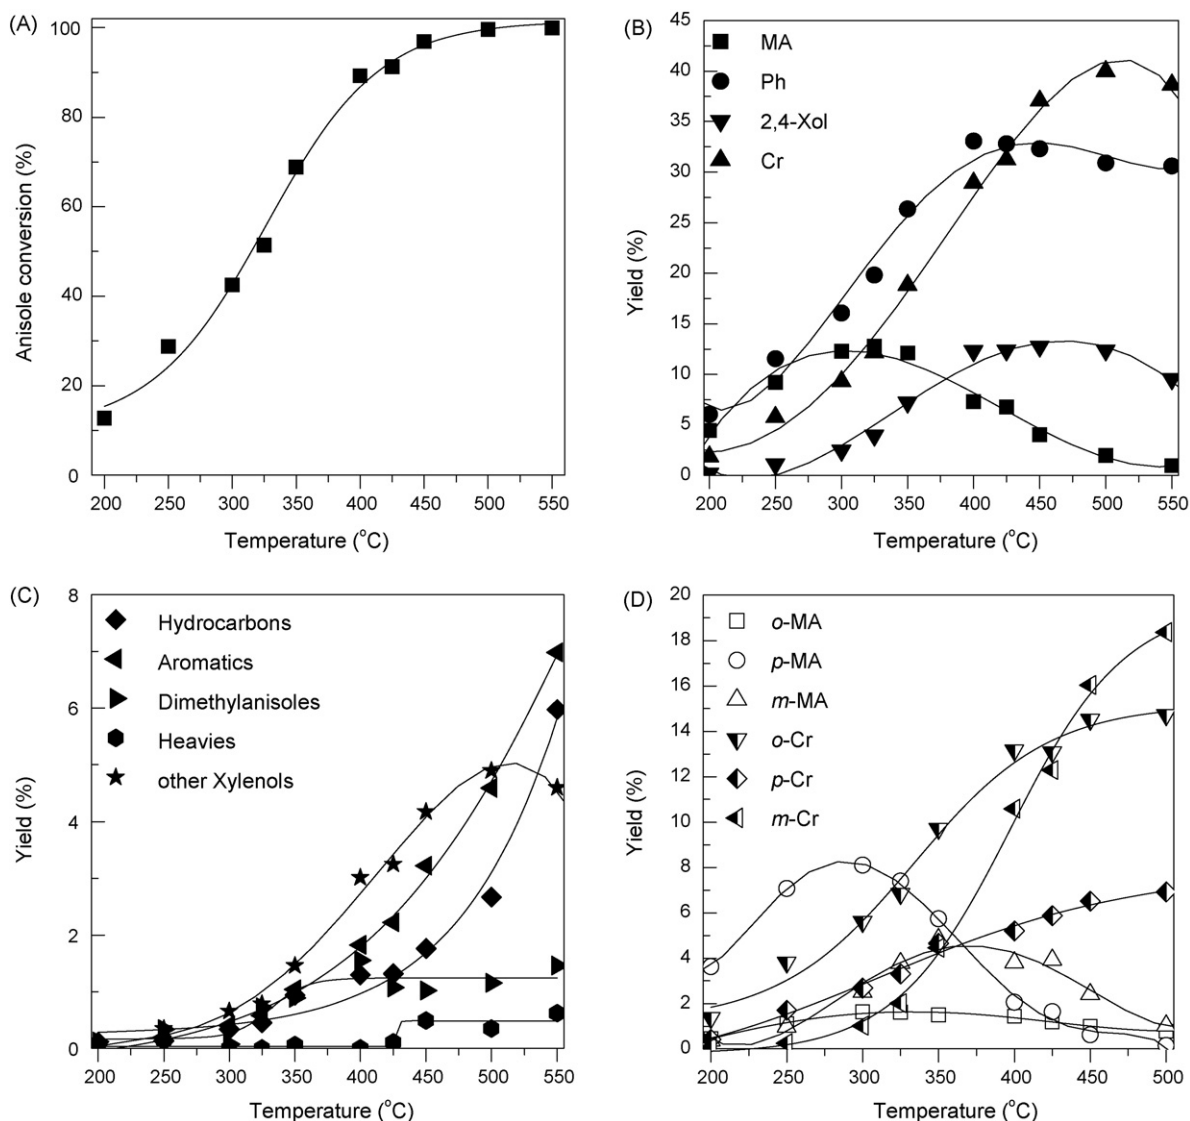 (A)
100
80
60
40
20
0
Anisole conversion (%)
200 250 300 350 400 450 500 550
Temperature (°C)
(B)
45
40
35
30
25
20
15
10
5
0
Yield (%)
MA
Ph
2,4-Xol
Cr
200 250 300 350 400 450 500 550
Temperature (°C)
(C)
8
6
4
2
0
Yield (%)
Hydrocarbons
Aromatics
Dimethylanisoles
Heavies
other Xylenols
200 250 300 350 400 450 500 550
Temperature (°C)
(D)
20
18
16
14
12
10
8
6
4
2
0
Yield (%)
o-MA
p-MA
m-MA
o-Cr
p-Cr
m-Cr
200 250 300 350 400 450 500
Temperature (°C)